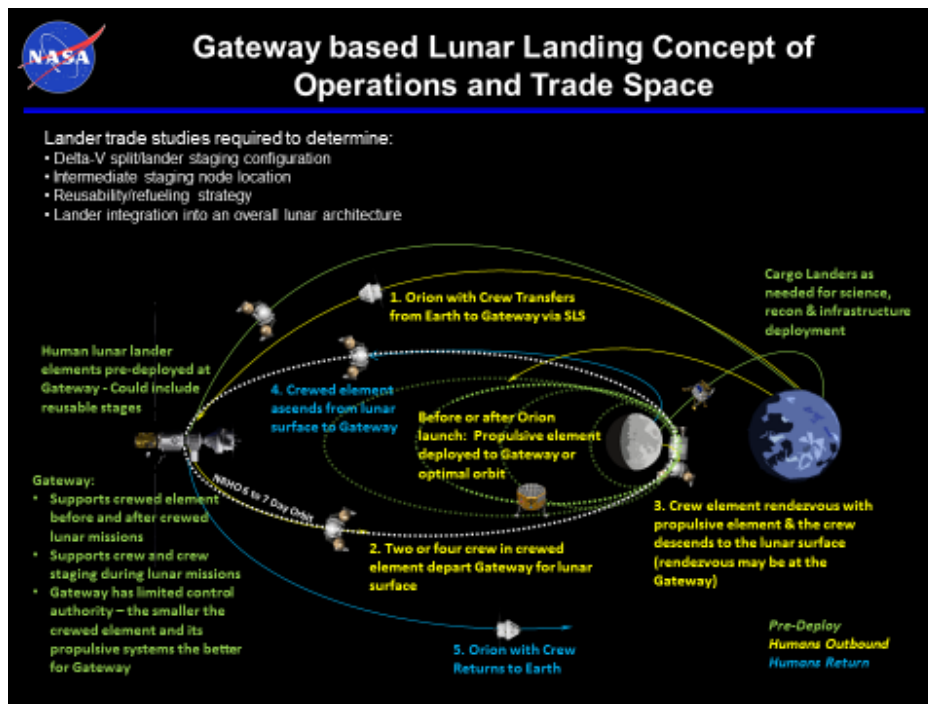 NASA
Gateway based Lunar Landing Concept of
Operations and Trade Space
Lander trade studies required to determine:
• Delta-V split/lander staging configuration
• Intermediate staging node location
• Reusability/refueling strategy
• Lander integration into an overall lunar architecture
Cargo Landers as
needed for science,
recon & infrastructure
deployment
1. Orion with Crew Transfers
from Earth to Gateway via SLS
Human lunar lander
elements pre-deployed at
Gateway - Could include
reusable stages
4. Crewed element
ascends from lunar
surface to Gateway
Before or after Orion
launch: Propulsive element
deployed to Gateway or
optimal orbit
NRHO 6 to 7 Day Orbit
Gateway:
• Supports crewed element
before and after crewed
lunar missions
• Supports crew and crew
staging during lunar missions
• Gateway has limited control
authority – the smaller the
crewed element and its
propulsive systems the better
for Gateway
2. Two or four crew in crewed
element depart Gateway for lunar
surface
3. Crew element rendezvous with
propulsive element & the crew
descends to the lunar surface
(rendezvous may be at the
Gateway)
5. Orion with Crew
Returns to Earth
Pre-Deploy
Humans Outbound
Humans Return